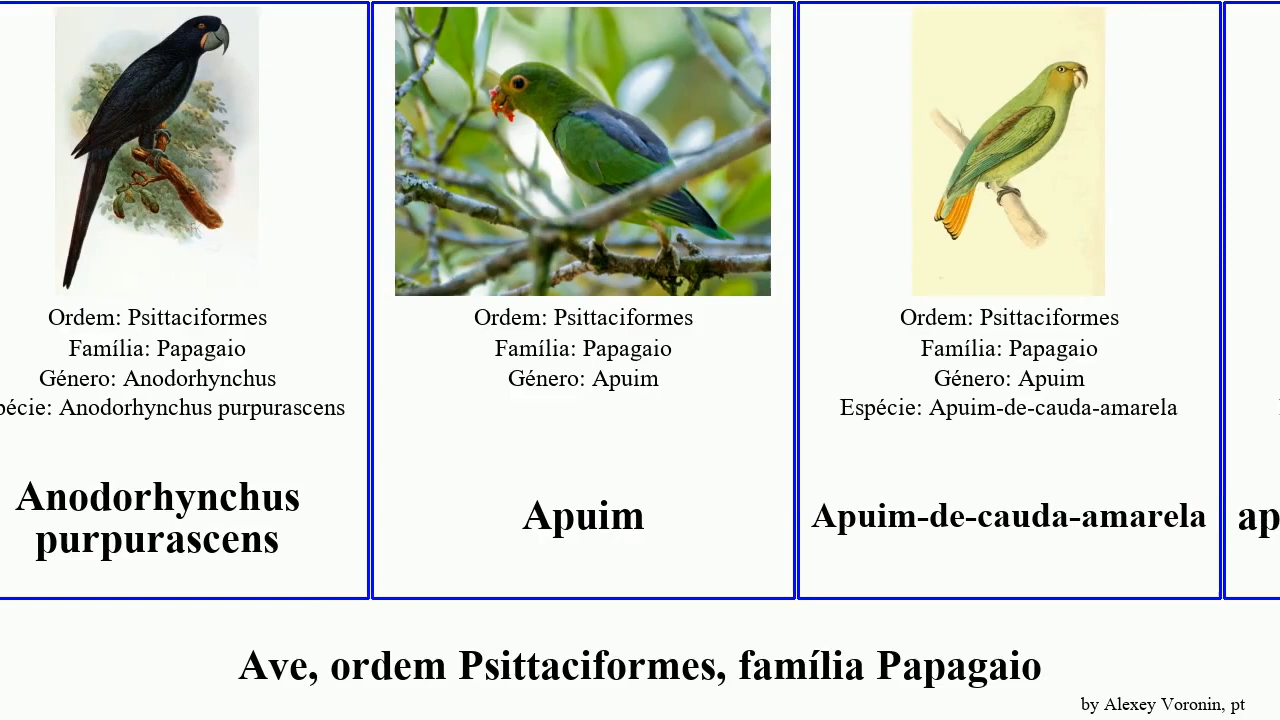 Ordem: Psittaciformes
Família: Papagaio
Género: Anodorhynchus
pécie: Anodorhynchus purpurascens
Anodorhynchus
purpurascens
Ordem: Psittaciformes
Família: Papagaio
Género: Apuim
Apuim
Ordem: Psittaciformes
Família: Papagaio
Género: Apuim
Espécie: Apuim-de-cauda-amarela
Apuim-de-cauda-amarela
ap
Ave, ordem Psittaciformes, família Papagaio
by Alexey Voronin, pt